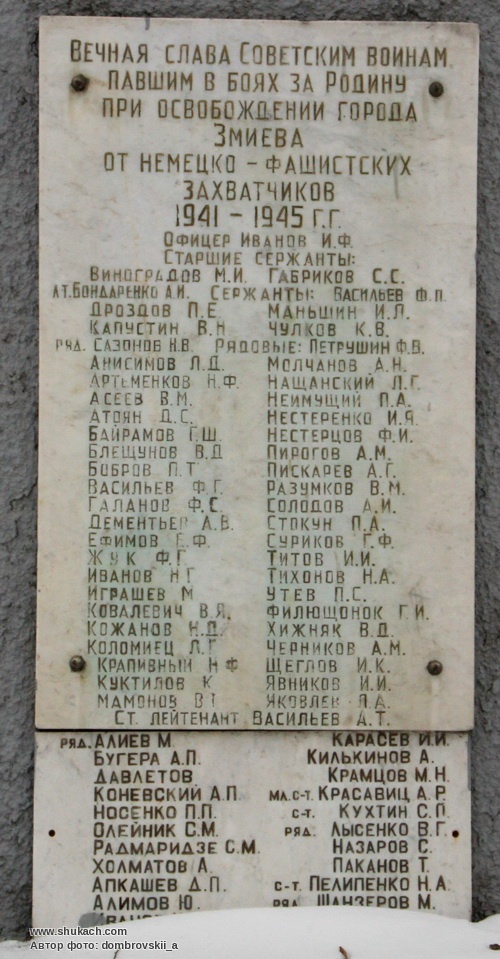 Вечная слава Советским воинам
павшим в боях за Родину
при освобождении города
Змиева
от немецко – фашистских
захватчиков
1941 – 1945 г.г.
Офицер Иванов И.Ф.
Старшие сержанты:
Виноградов М.И. Габриков С.С.
лт. Бондаренко А.И. Сержанты: Васильев Ф.П.
Дроздов П.Е. Маньшин И.Л.
Капустин В.Н. Чулков К.В.
ряд. Сазонов Н.В. Рядовые: Петрушин Ф.В.
Анисимов Л.Д. Молчанов А.Н.
Артеменков Н.Ф. Нащанский Л.Г.
Асеев В.М. Неимущий П.А.
Атоян Д.С. Нестеренко И.Я.
Байрамов Г.Ш. Нестерцов Ф.И.
Блещунов В.Д. Пирогов А.М.
Бобров П.Т. Пискарев А.Г.
Васильев Ф.Г. Разумков В.М.
Галанов Ф.С. Солодов А.И.
Дементьев А.В. Стокун П.А.
Ефимов Ф. Суриков Г.Ф.
Жук Ф.Г. Титов И.И.
Иванов Н.Г. Тихонов Н.А.
Играшев М. Утев П.С.
Ковалевич В.Я. Филющонок Г.И.
Кожанов Н.Д. Хижняк В.Д.
Коломиец Л.Г. Черников А.М.
Крапивный Н.Ф. Щеглов И.К.
Куктилов К. Явников И.И.
Мамонов Яковлев П.А.
Ст. лейтенант Васильев А.Т.
ряд. Алиев М. Карасев И.И.
Бугера А.П. Килькинов А.
Давлетов Крамцов М.Н.
Коневский А.П. мл.с-т. Красавиц А.Р.
Носенко П.П. с-т. Кухтин С.П.
Олейник С.М. ряд. Лысенко В.Г.
Радмаридзе С.М. Назаров С.
Холматов А. Паканов Т.
Апкашев Д.П. с-т. Пелипенко Н.А.
Алимов Ю. ряд. Шанзеров М.
www.shukach.com
Автор фото: dombrovskii_a